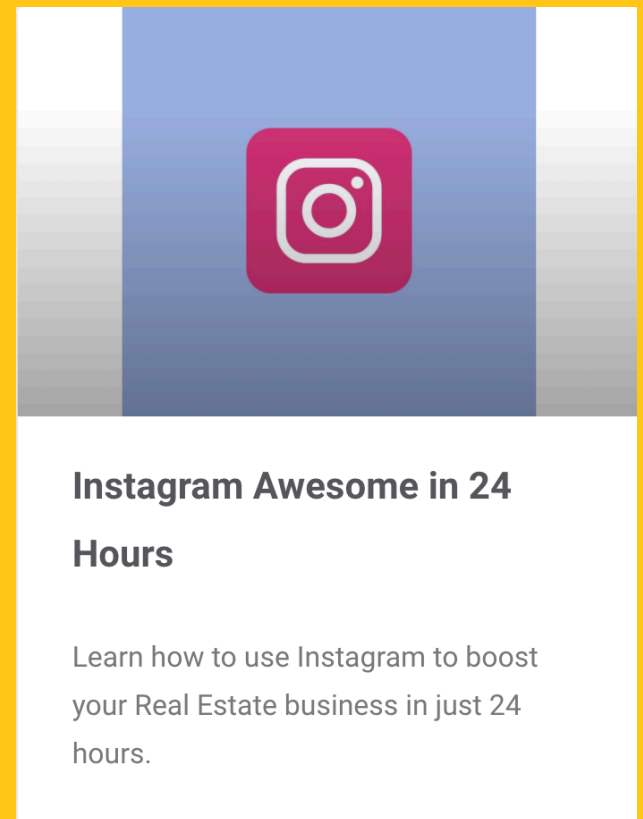 Instagram Awesome in 24
Hours
Learn how to use Instagram to boost
your Real Estate business in just 24
hours.